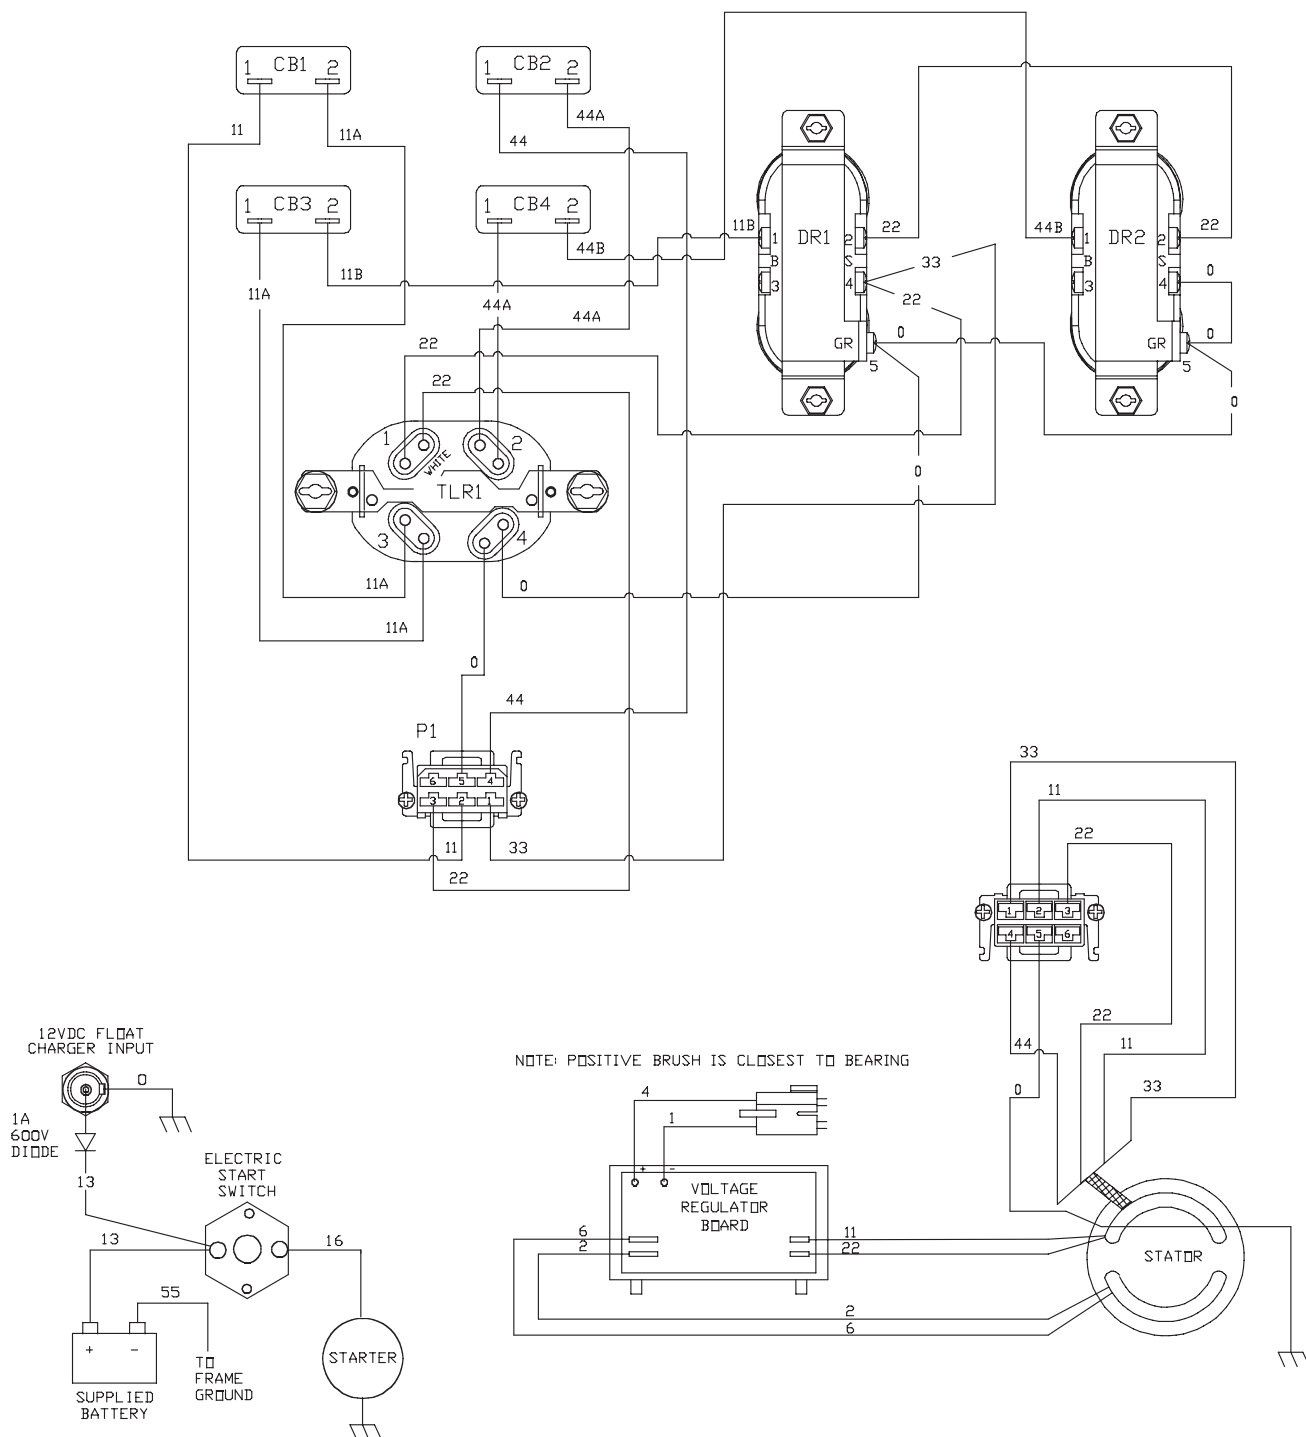 1 CB1 2
1 CB2 2
11
11A
44
44A
1 CB3 2
1 CB4 2
11A
11B
44A
44B
44A
11B
1
DR1
2
22
B
S
3
4
33
22
GR
5
0
44B
1
DR2
2
22
B
S
3
4
0
GR
5
0
0
0
22
22
1
2
WHITE
TLR1
3
4
11A
0
11A
0
44
P1
6 5 4
3 2 1
11
33
22
33
11
22
1 2 3
4 5 6
22
44
11
0
33
12VDC FLOAT
CHARGER INPUT
0
1A
600V
DIODE
13
ELECTRIC
START
SWITCH
13
16
55
+ -
TO
FRAME
GROUND
SUPPLIED
BATTERY
STARTER
NOTE: POSITIVE BRUSH IS CLOSEST TO BEARING
4
1
+ -
VOLTAGE
REGULATOR
BOARD
6
2
11
22
2
6
STATOR